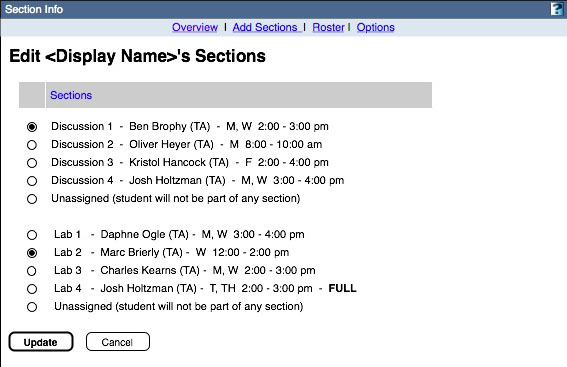 Section Info ?
Overview | Add Sections | Roster | Options
Edit <Display Name>'s Sections
Sections
Discussion 1 - Ben Brophy (TA) - M, W 2:00 - 3:00 pm
Discussion 2 - Oliver Heyer (TA) - M 8:00 - 10:00 am
Discussion 3 - Kristol Hancock (TA) - F 2:00 - 4:00 pm
Discussion 4 - Josh Holtzman (TA) - M, W 3:00 - 4:00 pm
Unassigned (student will not be part of any section)
Lab 1 - Daphne Ogle (TA) - M, W 3:00 - 4:00 pm
Lab 2 - Marc Brierly (TA) - W 12:00 - 2:00 pm
Lab 3 - Charles Kearns (TA) - M, W 2:00 - 3:00 pm
Lab 4 - Josh Holtzman (TA) - T, TH 2:00 - 3:00 pm - FULL
Unassigned (student will not be part of any section)
Update Cancel